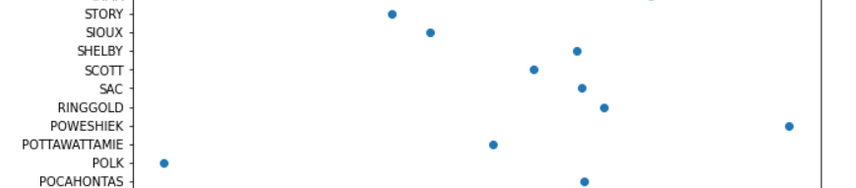 STORY
SIOUX
SHELBY
SCOTT
SAC
RINGGOLD
POWESHIEK
POTTAWATTAMIE
POLK
POCAHONTAS